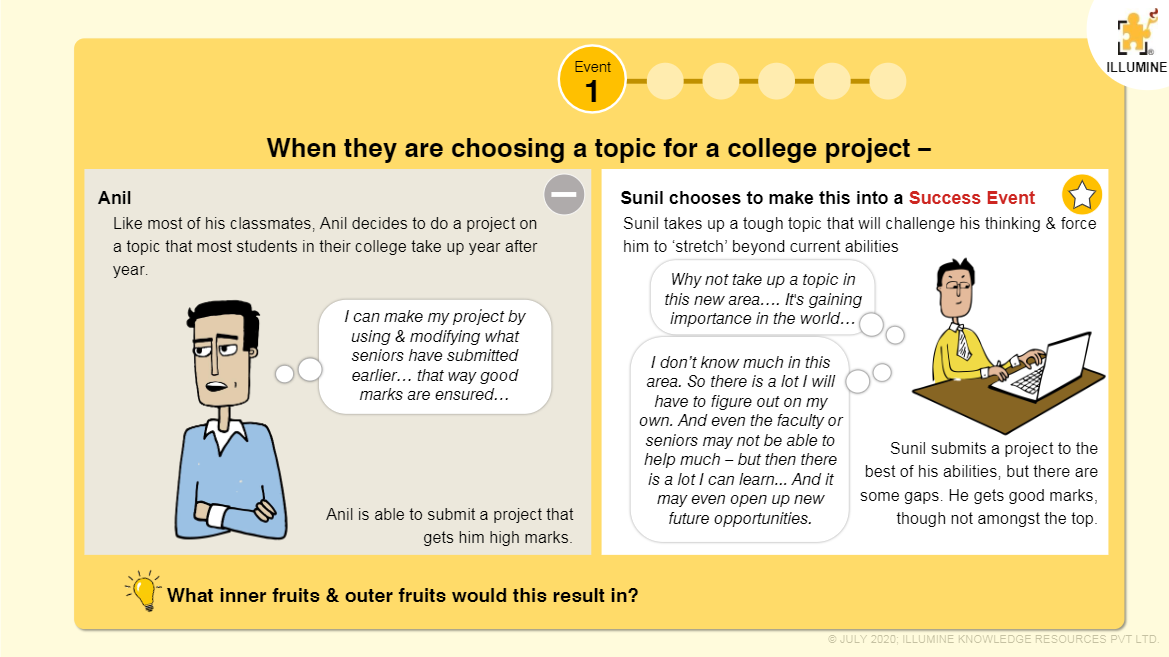 ILLUMINE
®
Event
1
When they are choosing a topic for a college project –
Anil
Like most of his classmates, Anil decides to do a project on
a topic that most students in their college take up year after
year.
I can make my project by
using & modifying what
seniors have submitted
earlier… that way good
marks are ensured…
Anil is able to submit a project that
gets him high marks.
Sunil chooses to make this into a Success Event
Sunil takes up a tough topic that will challenge his thinking & force
him to ‘stretch’ beyond current abilities
Why not take up a topic in
this new area…. It's gaining
importance in the world…
I don’t know much in this
area. So there is a lot I will
have to figure out on my
own. And even the faculty or
seniors may not be able to
help much – but then there
is a lot I can learn... And it
may even open up new
future opportunities.
Sunil submits a project to the
best of his abilities, but there are
some gaps. He gets good marks,
though not amongst the top.
What inner fruits & outer fruits would this result in?
© JULY 2020; ILLUMINE KNOWLEDGE RESOURCES PVT LTD.